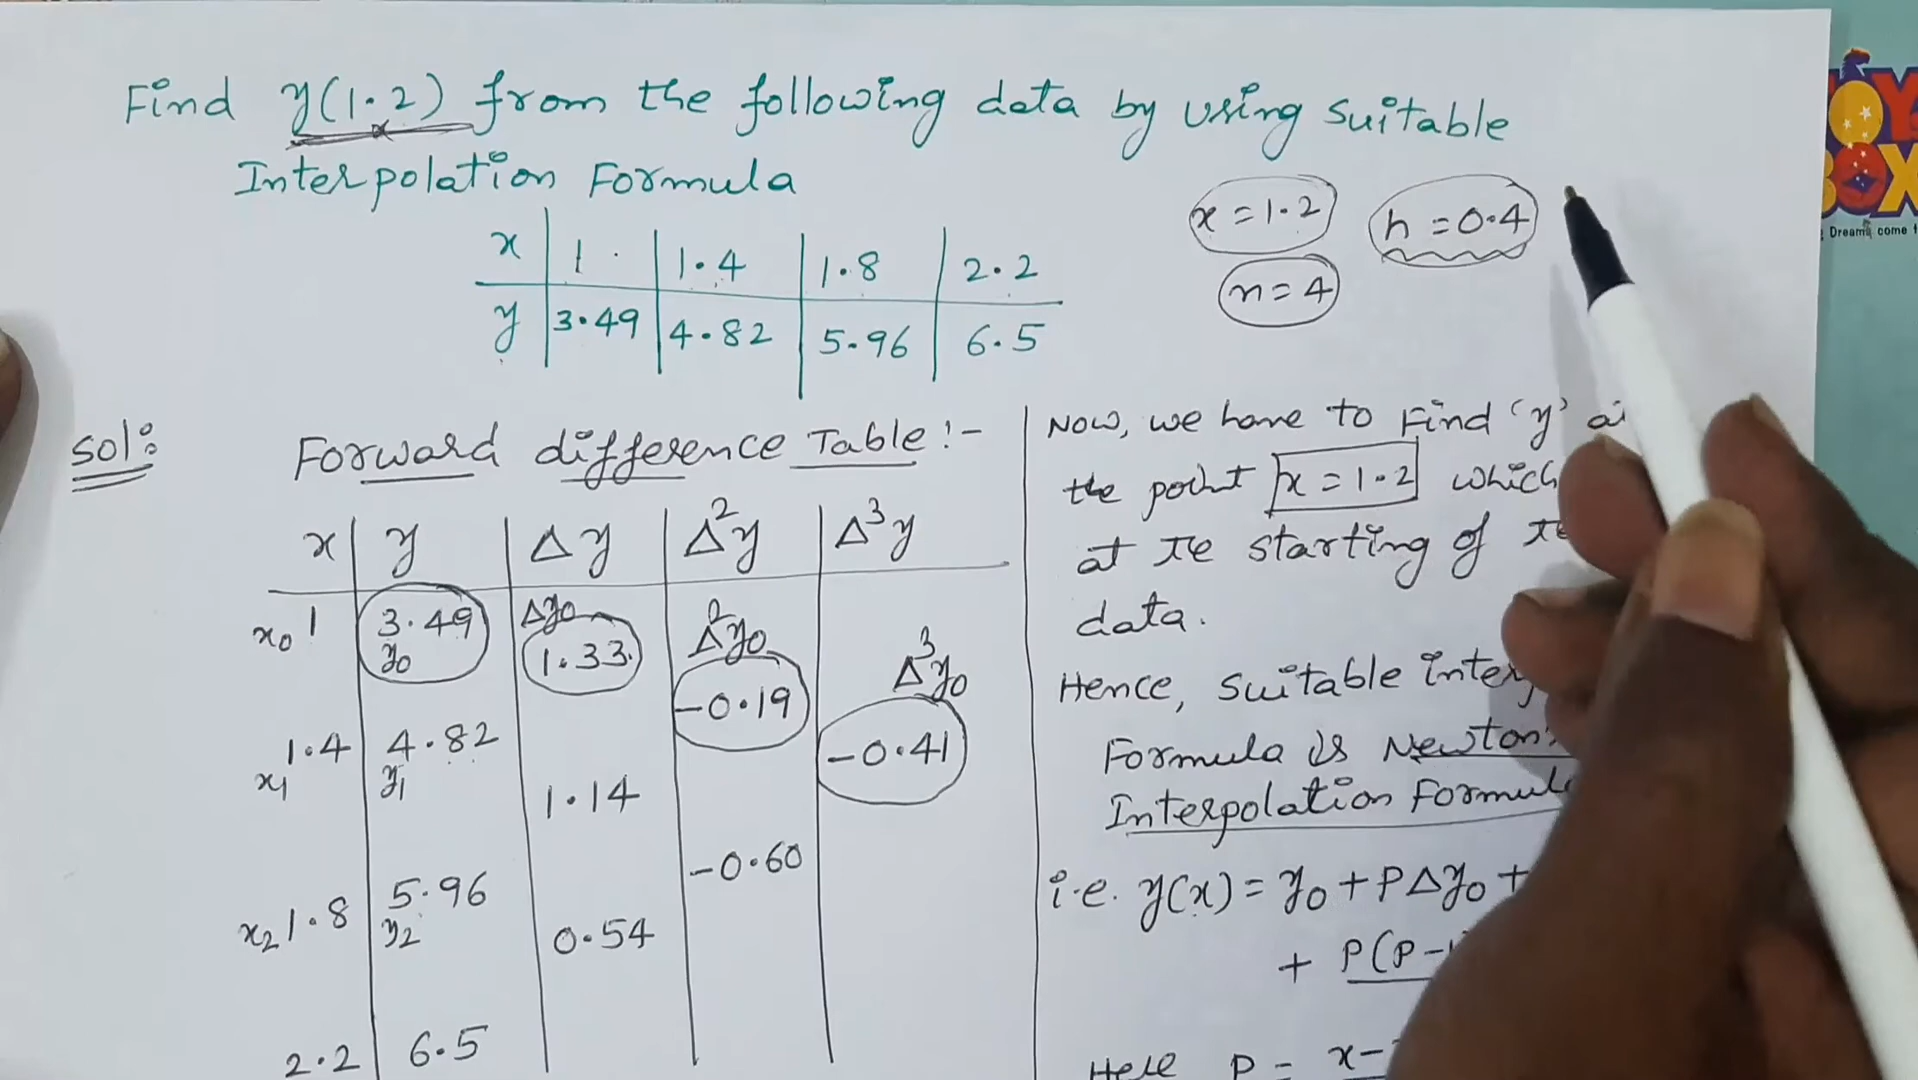 Find y(1.2) from the following data by using suitable
Interpolation Formula
x 1 1.4 1.8 2.2
y 3.49 4.82 5.96 6.5
x = 1.2 h = 0.4
n = 4
Sol:
Forward difference Table :-
x y Δy Δ²y Δ³y
x0 1 3.49 y0 Δy0 1.33 Δ²y0 -0.19 Δ³y0 -0.41
x1 1.4 4.82 y1 1.14
-0.60
x2 1.8 5.96 y2 0.54
2.2 6.5
Now, we have to Find 'y'
the point x = 1.2 which
at the starting of
data.
Hence, suitable
Formula is Newton's
Interpolation Formula
i.e. y(x) = y0 + PΔy0 +
+ P(P-
Here P = x-
Dreams come